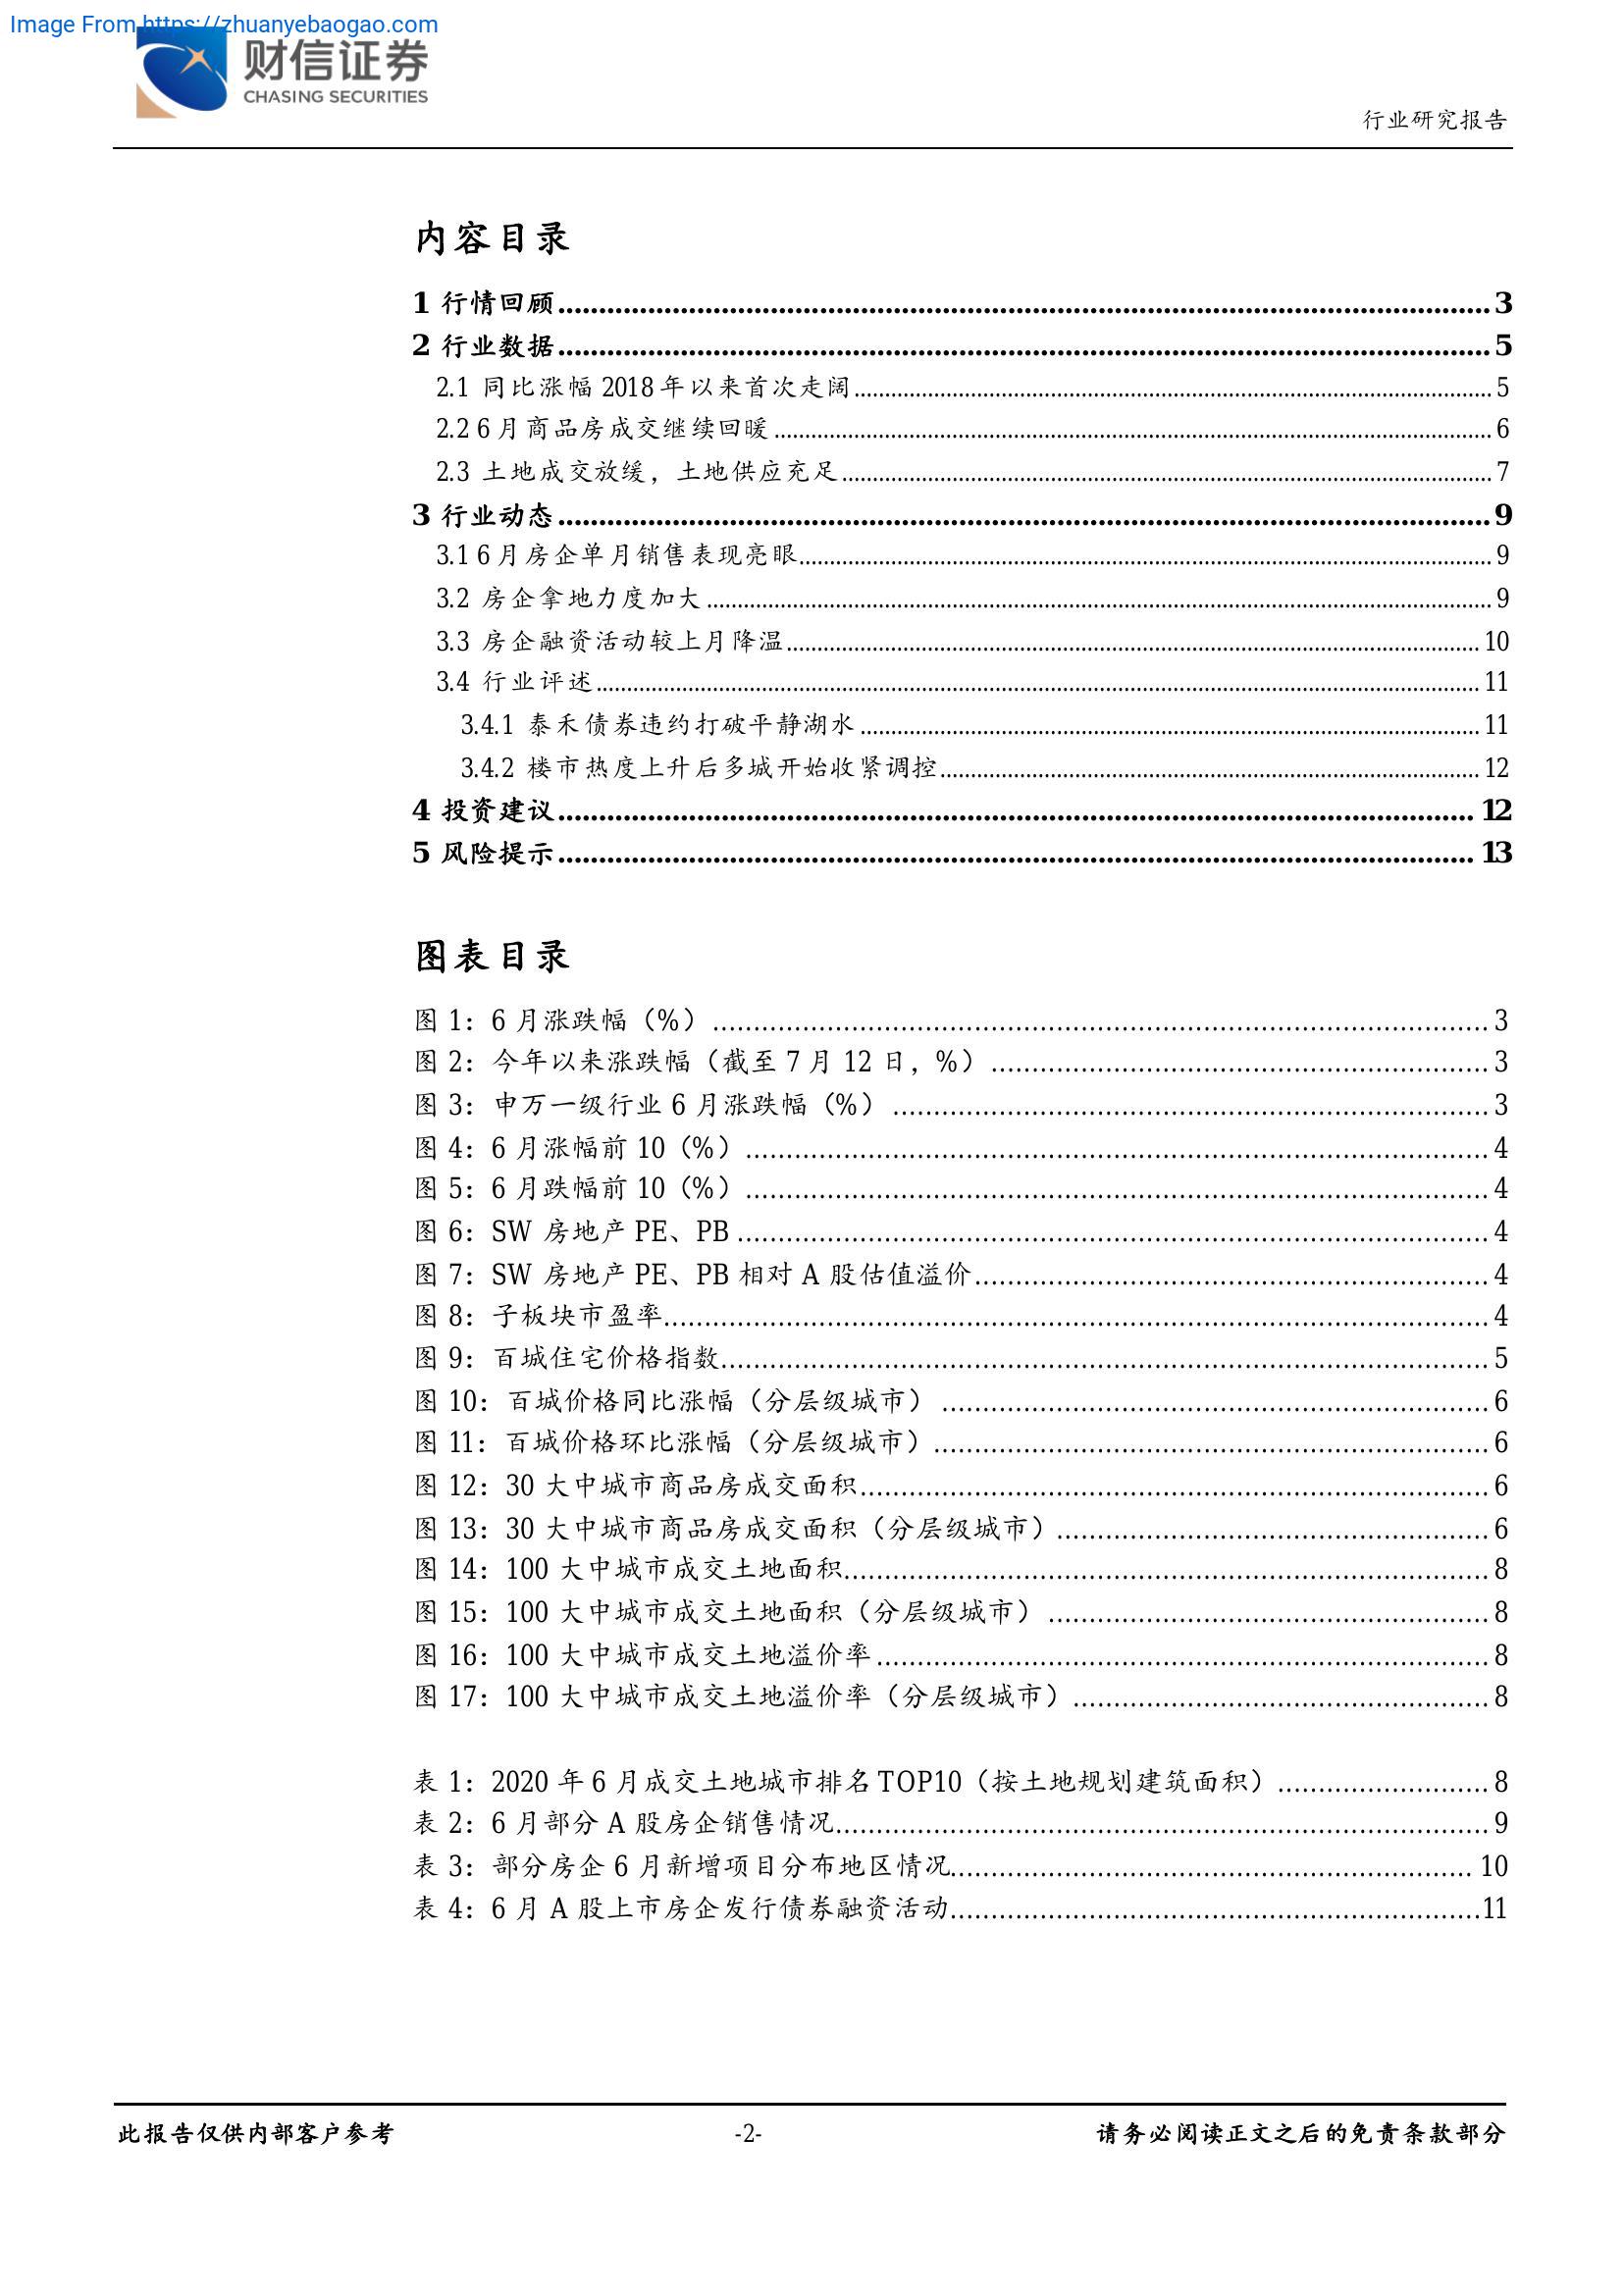 Image From https://zhuanyebaogao.com
财信证券
CHASING SECURITIES
行业研究报告
内容目录
1 行情回顾........................3
2 行业数据........................5
2.1 同比涨幅 2018 年以来首次走阔........................5
2.2 6 月商品房成交继续回暖........................6
2.3 土地成交放缓，土地供应充足........................7
3 行业动态........................9
3.1 6 月房企单月销售表现亮眼........................9
3.2 房企拿地力度加大........................9
3.3 房企融资活动较上月降温........................10
3.4 行业评述........................11
3.4.1 泰禾债券违约打破平静湖水........................11
3.4.2 楼市热度上升后多城开始收紧调控........................12
4 投资建议........................12
5 风险提示........................13
图表目录
图 1：6 月涨跌幅（%）........................3
图 2：今年以来涨跌幅（截至 7 月 12 日，%）........................3
图 3：申万一级行业 6 月涨跌幅（%）........................3
图 4：6 月涨幅前 10（%）........................4
图 5：6 月跌幅前 10（%）........................4
图 6：SW 房地产 PE、PB........................4
图 7：SW 房地产 PE、PB 相对 A 股估值溢价........................4
图 8：子板块市盈率........................4
图 9：百城住宅价格指数........................5
图 10：百城价格同比涨幅（分层级城市）........................6
图 11：百城价格环比涨幅（分层级城市）........................6
图 12：30 大中城市商品房成交面积........................6
图 13：30 大中城市商品房成交面积（分层级城市）........................6
图 14：100 大中城市成交土地面积........................8
图 15：100 大中城市成交土地面积（分层级城市）........................8
图 16：100 大中城市成交土地溢价率........................8
图 17：100 大中城市成交土地溢价率（分层级城市）........................8
表 1：2020 年 6 月成交土地城市排名 TOP10（按土地规划建筑面积）........................8
表 2：6 月部分 A 股房企销售情况........................9
表 3：部分房企 6 月新增项目分布地区情况........................10
表 4：6 月 A 股上市房企发行债券融资活动........................11
此报告仅供内部客户参考
-2-
请务必阅读正文之后的免责条款部分